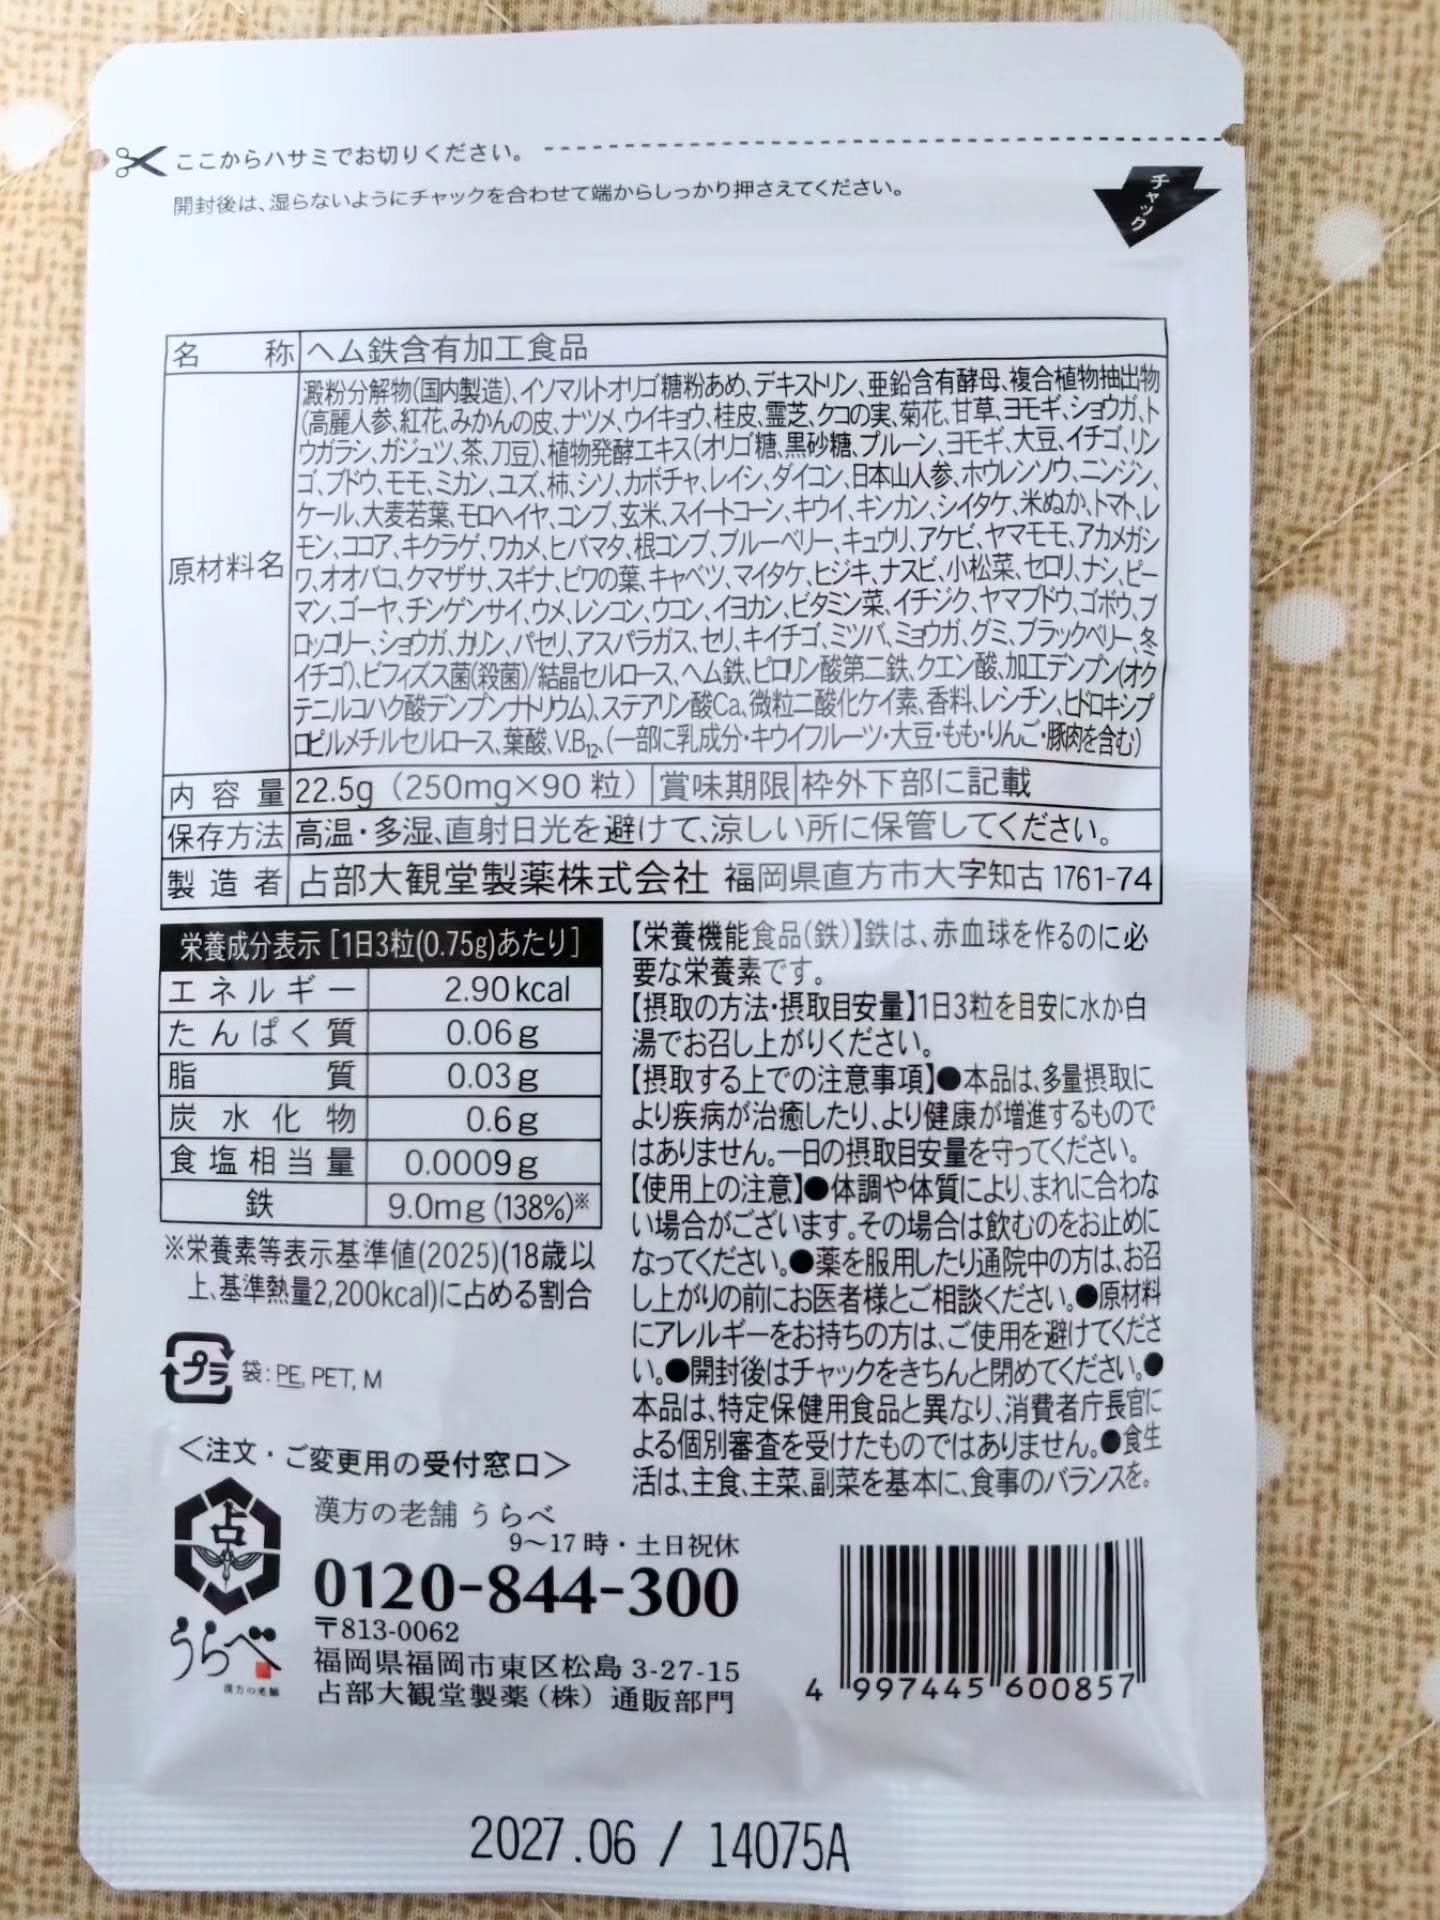 ここからハサミでお切りください。
開封後は、湿らないようにチャックを合わせて端からしっかり押さえてください。
チャック
名称 ヘム鉄含有加工食品
原材料名
澱粉分解物(国内製造)、イソマルトオリゴ糖粉あめ、デキストリン、亜鉛含有酵母、複合植物抽出物
(高麗人参、紅花、みかんの皮、ナツメ、ウイキョウ、桂皮、霊芝、クコの実、菊花、甘草、ヨモギ、ショウガ、ト
ウガラシ、ガジュツ、茶、刀豆)、植物発酵エキス(オリゴ糖、黒砂糖、プルーン、ヨモギ、大豆、イチゴ、リン
ゴ、ブドウ、モモ、ミカン、ユズ、柿、シソ、カボチャ、レイシ、ダイコン、日本山人参、ホウレンソウ、ニンジン、
ケール、大麦若葉、モロヘイヤ、コンブ、玄米、スイートコーン、キウイ、キンカン、シイタケ、米ぬか、トマト、レ
モン、ココア、キクラゲ、ワカメ、ヒバマタ、根コンブ、ブルーベリー、キュウリ、アケビ、ヤマモモ、アカメガシ
ワ、オオバコ、クマザサ、スギナ、ビワの葉、キャベツ、マイタケ、ヒジキ、ナスビ、小松菜、セロリ、ナシ、ピー
マン、ゴーヤ、チンゲンサイ、ウメ、レンコン、ウコン、イヨカン、ビタミン菜、イチジク、ヤマブドウ、ゴボウ、ブ
ロッコリー、ショウガ、カリン、パセリ、アスパラガス、セリ、キイチゴ、ミツバ、ミョウガ、グミ、ブラックベリー、冬
イチゴ)、ビフィズス菌(殺菌)/結晶セルロース、ヘム鉄、ピロリン酸第二鉄、クエン酸、加工デンプン(オク
テニルコハク酸デンプンナトリウム)、ステアリン酸Ca、微粒二酸化ケイ素、香料、レシチン、ヒドロキシプ
ロピルメチルセルロース、葉酸、V.B12、(一部に乳成分・キウイフルーツ・大豆・もも・りんご・豚肉を含む)
内容量 22.5g(250mg×90粒) 賞味期限 枠外下部に記載
保存方法 高温・多湿、直射日光を避けて、涼しい所に保管してください。
製造者 占部大観堂製薬株式会社 福岡県直方市大字知古1761-74
栄養成分表示[1日3粒(0.75g)あたり]
エネルギー 2.90kcal
たんぱく質 0.06g
脂質 0.03g
炭水化物 0.6g
食塩相当量 0.0009g
鉄 9.0mg(138%)※
※栄養素等表示基準値(2025)(18歳以
上、基準熱量2,200kcal)に占める割合
プラ 袋:PE, PET, M
【栄養機能食品(鉄)】鉄は、赤血球を作るのに必
要な栄養素です。
【摂取の方法・摂取目安量】1日3粒を目安に水か白
湯でお召し上がりください。
【摂取する上での注意事項】●本品は、多量摂取に
より疾病が治癒したり、より健康が増進するもので
はありません。一日の摂取目安量を守ってください。
【使用上の注意】●体調や体質により、まれに合わな
い場合がございます。その場合は飲むのをお止めに
なってください。●薬を服用したり通院中の方は、お召
し上がりの前にお医者様とご相談ください。●原材料
にアレルギーをお持ちの方は、ご使用を避けてくださ
い。●開封後はチャックをきちんと閉めてください。●
本品は、特定保健用食品と異なり、消費者庁長官に
よる個別審査を受けたものではありません。●食生
活は、主食、主菜、副菜を基本に、食事のバランスを。
<注文・ご変更用の受付窓口>
占
うらべ
漢方の老舗
漢方の老舗 うらべ
9〜17時・土日祝休
0120-844-300
〒813-0062
福岡県福岡市東区松島3-27-15
占部大観堂製薬(株)通販部門
4 997445 600857
2027.06 / 14075A